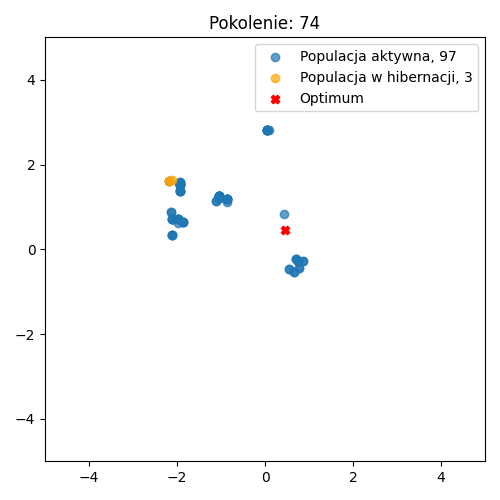 Pokolenie: 74
Populacja aktywna, 97
Populacja w hibernacji, 3
Optimum
4
2
0
−2
−4
−4
−2
0
2
4